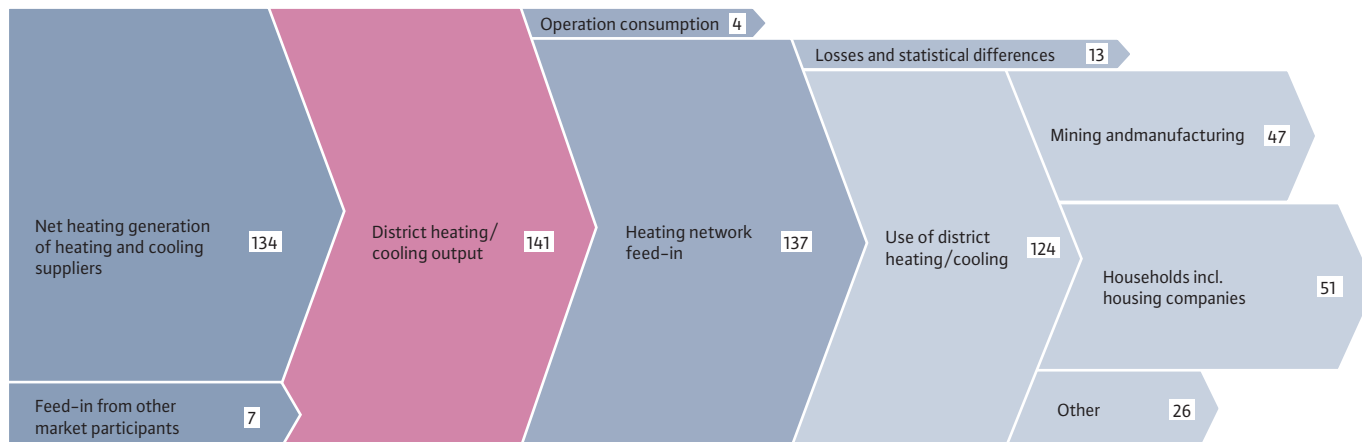 Net heating generation
of heating and cooling
suppliers
134
Feed-in from other
market participants
7
District heating/
cooling output
141
Operation consumption 4
Heating network
feed-in
137
Losses and statistical differences 13
Use of district
heating/cooling
124
Mining andmanufacturing 47
Households incl.
housing companies
51
Other 26